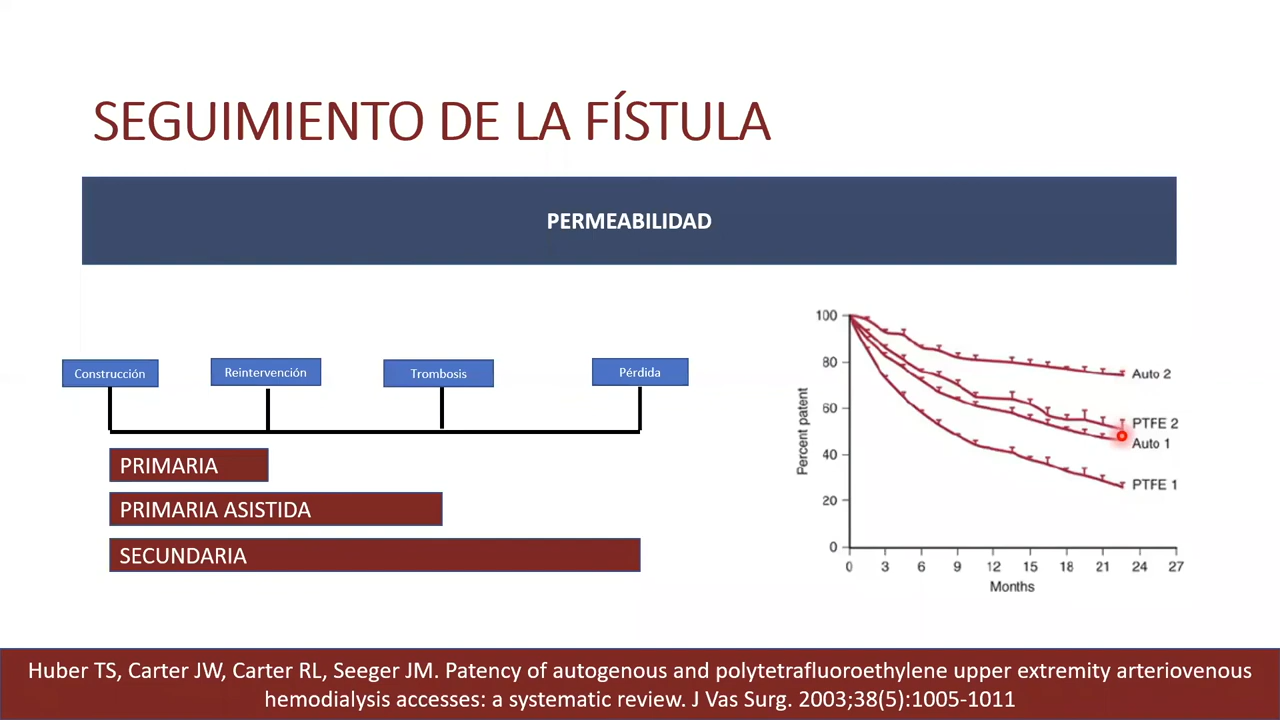 SEGUIMIENTO DE LA FÍSTULA
PERMEABILIDAD
Construcción
Reintervención
Trombosis
Pérdida
PRIMARIA
PRIMARIA ASISTIDA
SECUNDARIA
Percent patent
100
80
60
40
20
0
Auto 2
PTFE 2
Auto 1
PTFE 1
0 3 6 9 12 15 18 21 24 27
Months
Huber TS, Carter JW, Carter RL, Seeger JM. Patency of autogenous and polytetrafluoroethylene upper extremity arteriovenous
hemodialysis accesses: a systematic review. J Vas Surg. 2003;38(5):1005-1011